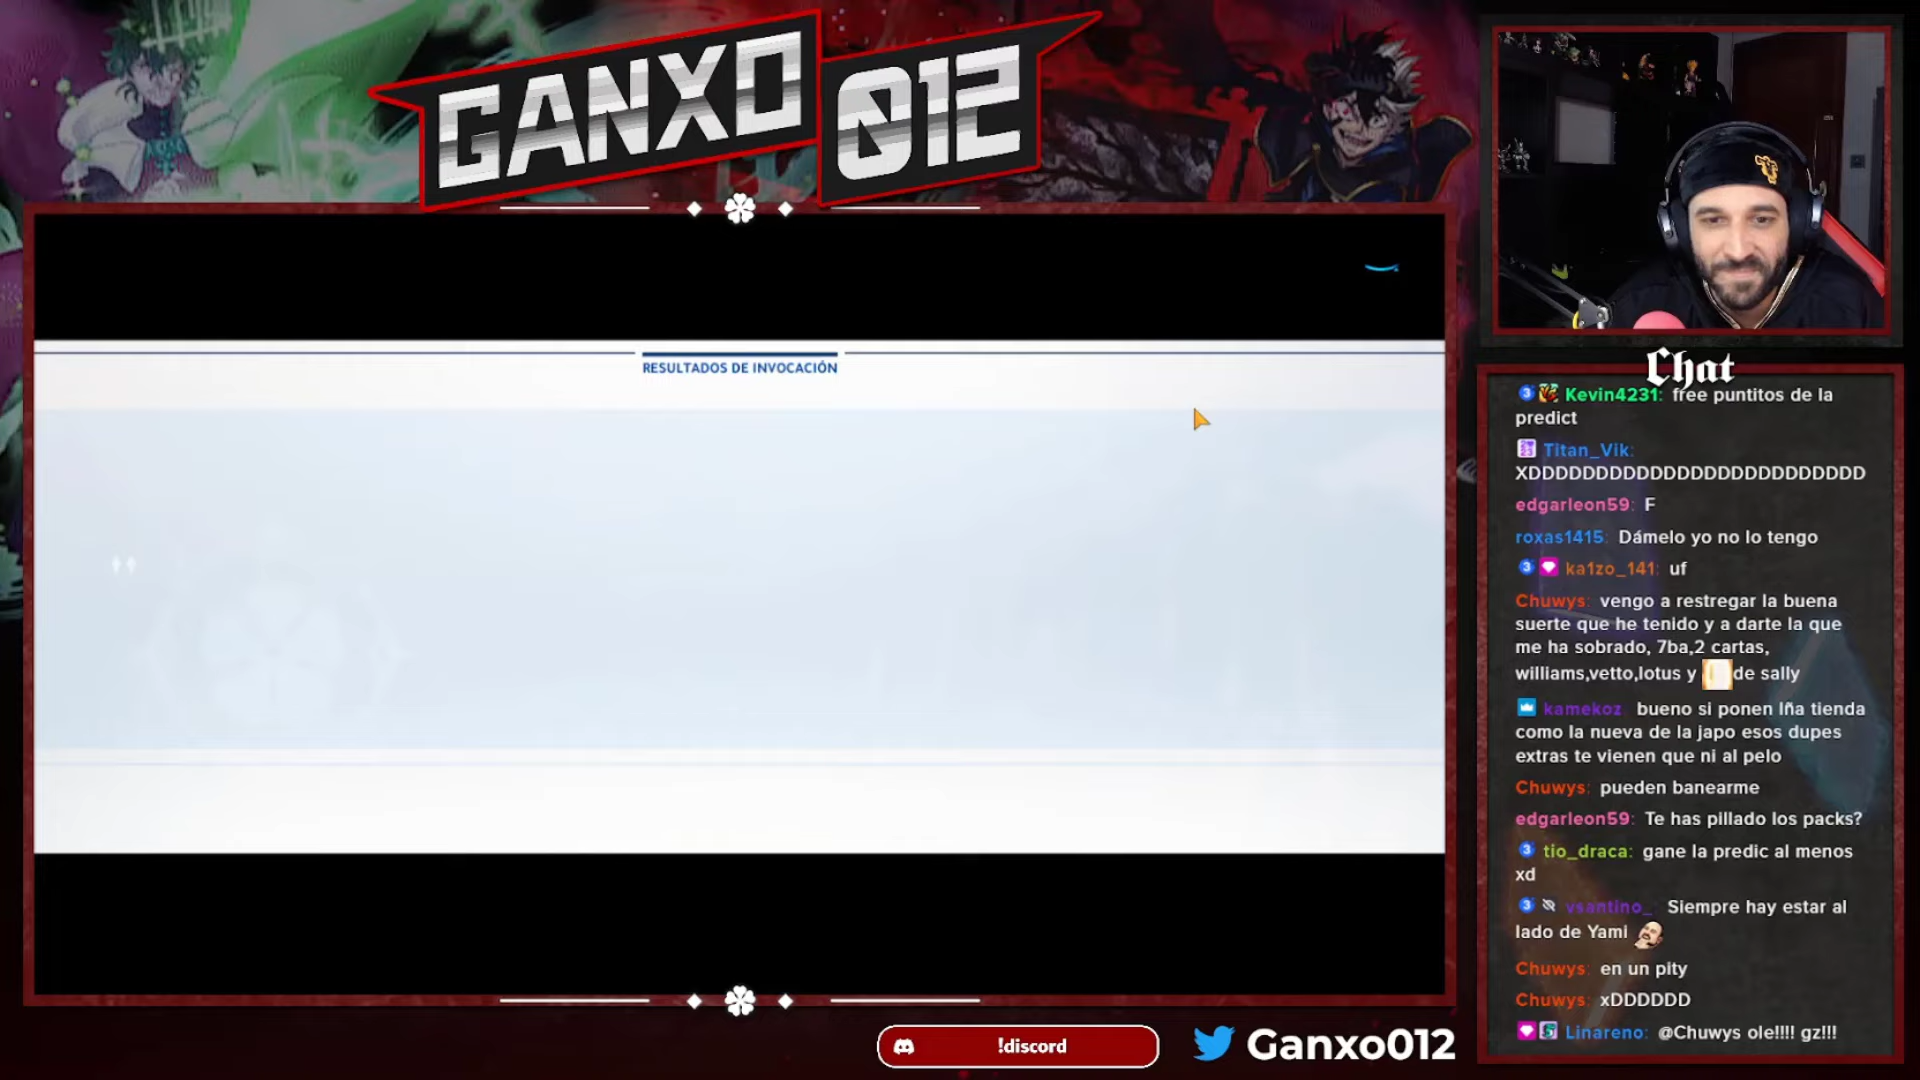 GANXO 012
RESULTADOS DE INVOCACIÓN
Chat
3 Kevin4231: free puntitos de la
predict
Titan_Vik:
XDDDDDDDDDDDDDDDDDDDDDDDDD
edgarleon59: F
roxas1415: Dámelo yo no lo tengo
3 ka1zo_141: uf
Chuwys: vengo a restregar la buena
suerte que he tenido y a darte la que
me ha sobrado, 7ba,2 cartas,
williams,vetto,lotus y de sally
kamekoz: bueno si ponen lña tienda
como la nueva de la japo esos dupes
extras te vienen que ni al pelo
Chuwys: pueden banearme
edgarleon59: Te has pillado los packs?
3 tio_draca: gane la predic al menos
xd
3 vsantino_: Siempre hay estar al
lado de Yami
Chuwys: en un pity
Chuwys: xDDDDDD
Linareno: @Chuwys ole!!!! gz!!!
!discord
Ganxo012